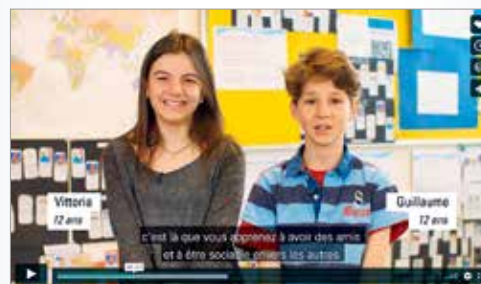 Vittoria
12 ans
Guillaume
12 ans
c'est là que vous apprenez à avoir des amis
et à être sociable envers les autres